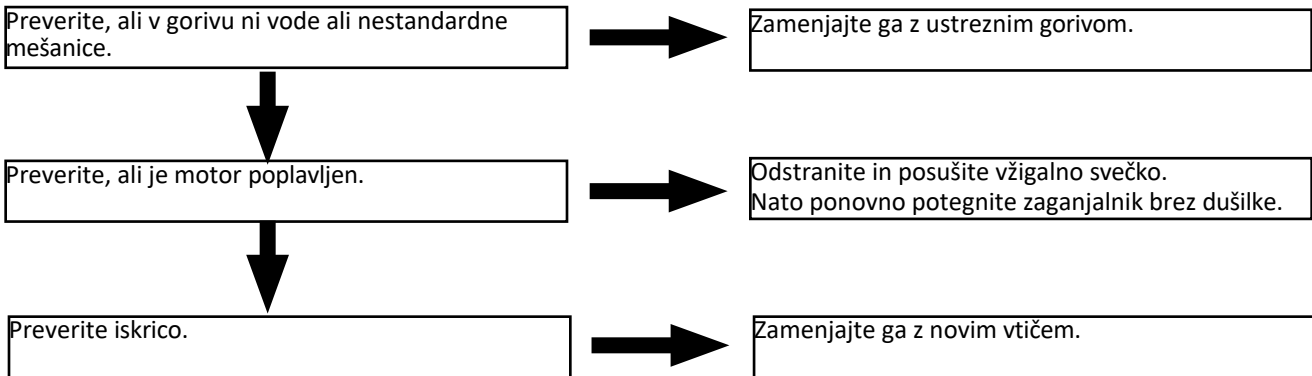 Preverite, ali v gorivu ni vode ali nestandardne
mešanice.
Zamenjajte ga z ustreznim gorivom.
Preverite, ali je motor poplavljen.
Odstranite in posušite vžigalno svečko.
Nato ponovno potegnite zaganjalnik brez dušilke.
Preverite iskrico.
Zamenjajte ga z novim vtičem.